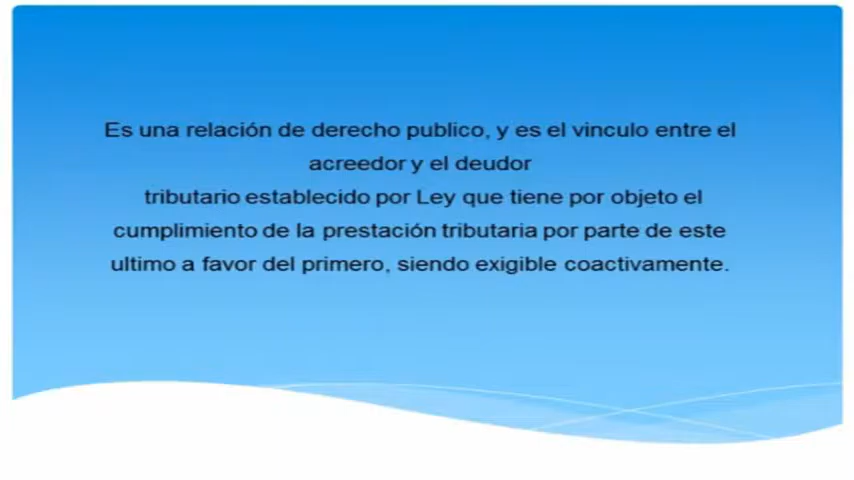 Es una relación de derecho publico, y es el vinculo entre el
acreedor y el deudor
tributario establecido por Ley que tiene por objeto el
cumplimiento de la prestación tributaria por parte de este
ultimo a favor del primero, siendo exigible coactivamente.